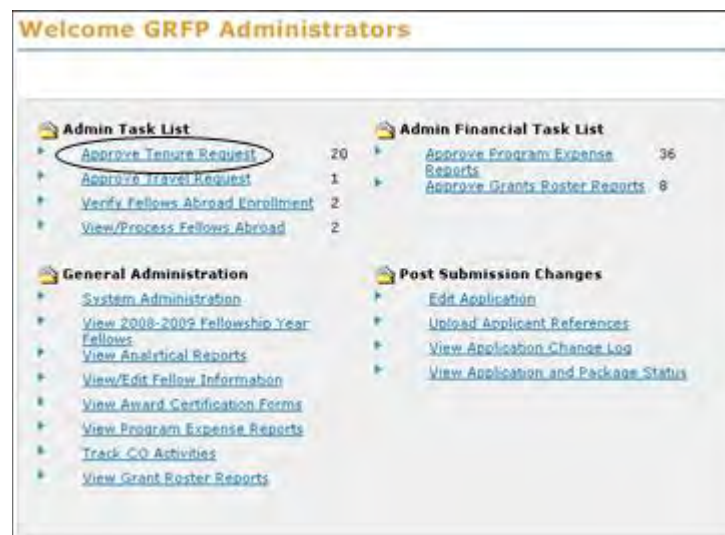 Welcome GRFP Administrators
Admin Task List
Approve Tenure Request 20
Approve Travel Request 1
Verify Fellows Abroad Enrollment 2
View/Process Fellows Abroad 2
Admin Financial Task List
Approve Program Expense 36
Reports
Approve Grants Roster Reports 8
General Administration
System Administration
View 2008-2009 Fellowship Year
Fellows
View Analytical Reports
View/Edit Fellow Information
View Award Certification Forms
View Program Expense Reports
Track CO Activities
View Grant Roster Reports
Post Submission Changes
Edit Application
Upload Applicant References
View Application Change Log
View Application and Package Status